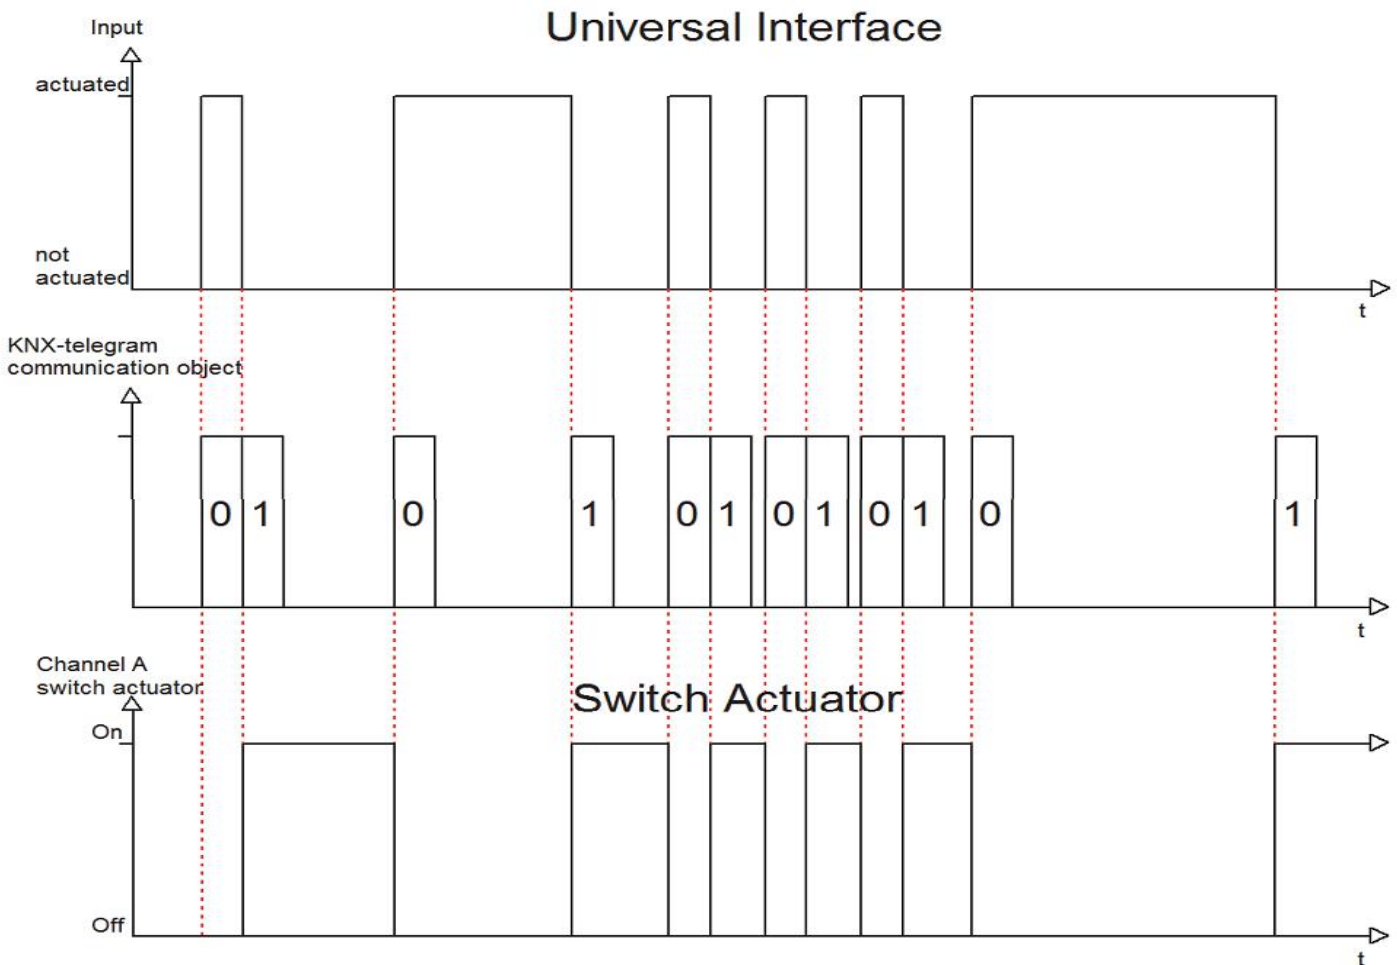 Universal Interface
Input
actuated
not
actuated
t
KNX-telegram
communication object
0 1 0 1 0 1 0 1 0 1 0 1
t
Channel A
switch actuator
Switch Actuator
On
Off
t